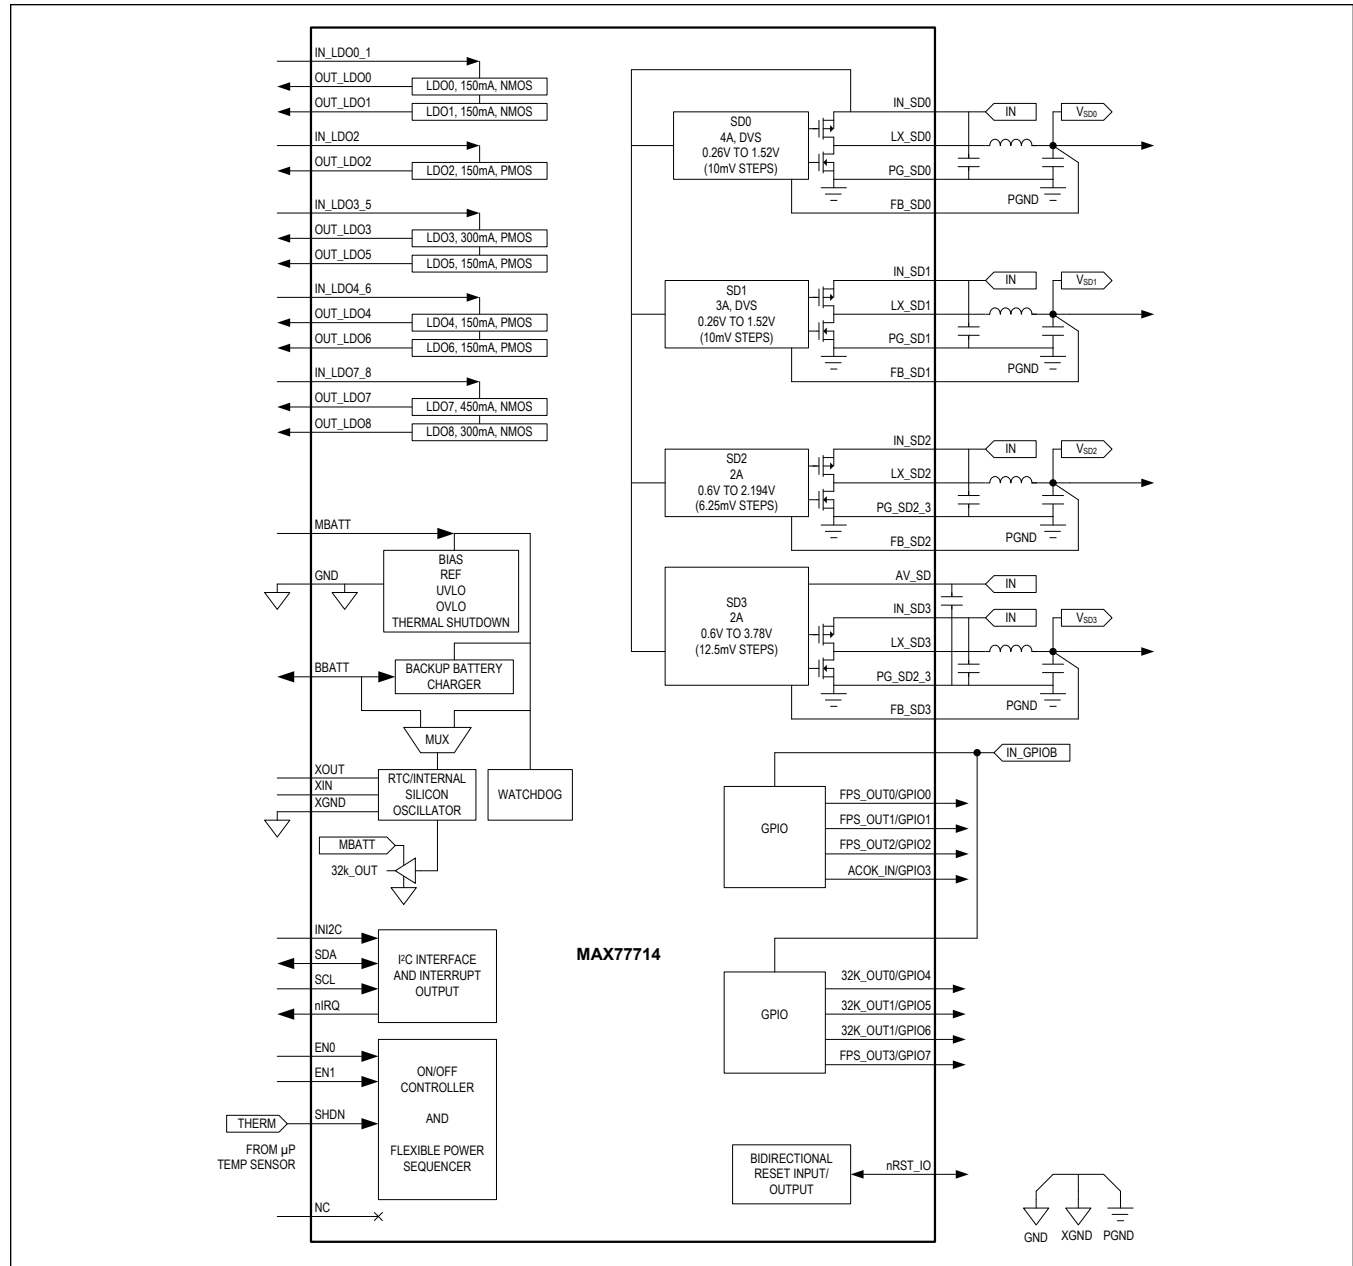 IN_LDO0_1
OUT_LDO0
LDO0, 150mA, NMOS
OUT_LDO1
LDO1, 150mA, NMOS
IN_LDO2
OUT_LDO2
LDO2, 150mA, PMOS
IN_LDO3_5
OUT_LDO3
LDO3, 300mA, PMOS
OUT_LDO5
LDO5, 150mA, PMOS
IN_LDO4_6
OUT_LDO4
LDO4, 150mA, PMOS
OUT_LDO6
LDO6, 150mA, PMOS
IN_LDO7_8
OUT_LDO7
LDO7, 450mA, NMOS
OUT_LDO8
LDO8, 300mA, NMOS
MBATT
GND
BIAS
REF
UVLO
OVLO
THERMAL SHUTDOWN
BBATT
BACKUP BATTERY
CHARGER
MUX
XOUT
XIN
XGND
RTC/INTERNAL
SILICON
OSCILLATOR
WATCHDOG
MBATT
32k_OUT
INI2C
SDA
SCL
nIRQ
I²C INTERFACE
AND INTERRUPT
OUTPUT
EN0
EN1
SHDN
THERM
FROM µP
TEMP SENSOR
ON/OFF
CONTROLLER
AND
FLEXIBLE POWER
SEQUENCER
NC
MAX77714
SD0
4A, DVS
0.26V TO 1.52V
(10mV STEPS)
IN_SD0
LX_SD0
PG_SD0
FB_SD0
IN
VSD0
PGND
SD1
3A, DVS
0.26V TO 1.52V
(10mV STEPS)
IN_SD1
LX_SD1
PG_SD1
FB_SD1
IN
VSD1
PGND
SD2
2A
0.6V TO 2.194V
(6.25mV STEPS)
IN_SD2
LX_SD2
PG_SD2_3
FB_SD2
IN
VSD2
PGND
SD3
2A
0.6V TO 3.78V
(12.5mV STEPS)
AV_SD
IN_SD3
LX_SD3
PG_SD2_3
FB_SD3
IN
IN
VSD3
PGND
IN_GPIOB
GPIO
FPS_OUT0/GPIO0
FPS_OUT1/GPIO1
FPS_OUT2/GPIO2
ACOK_IN/GPIO3
GPIO
32K_OUT0/GPIO4
32K_OUT1/GPIO5
32K_OUT1/GPIO6
FPS_OUT3/GPIO7
BIDIRECTIONAL
RESET INPUT/
OUTPUT
nRST_IO
GND
XGND
PGND